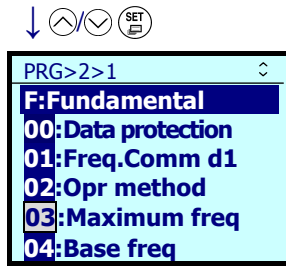 SET
PRG>2>1
F:Fundamental
00:Data protection
01:Freq.Comm d1
02:Opr method
03:Maximum freq
04:Base freq